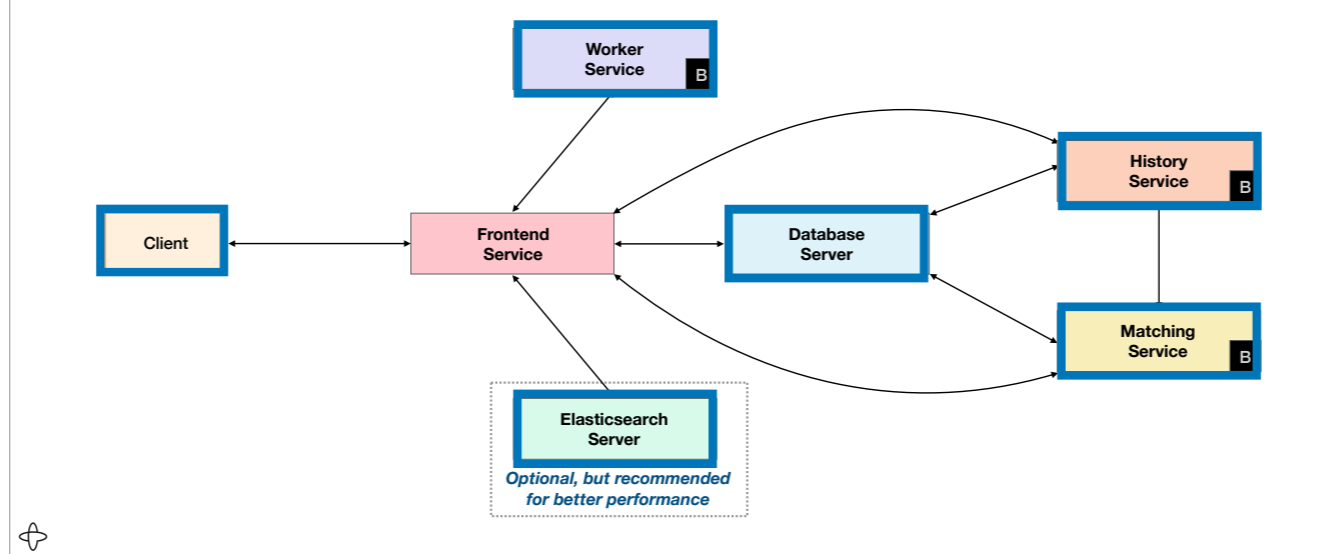 Worker
Service
B
History
Service
B
Client
Frontend
Service
Database
Server
Matching
Service
B
Elasticsearch
Server
Optional, but recommended
for better performance